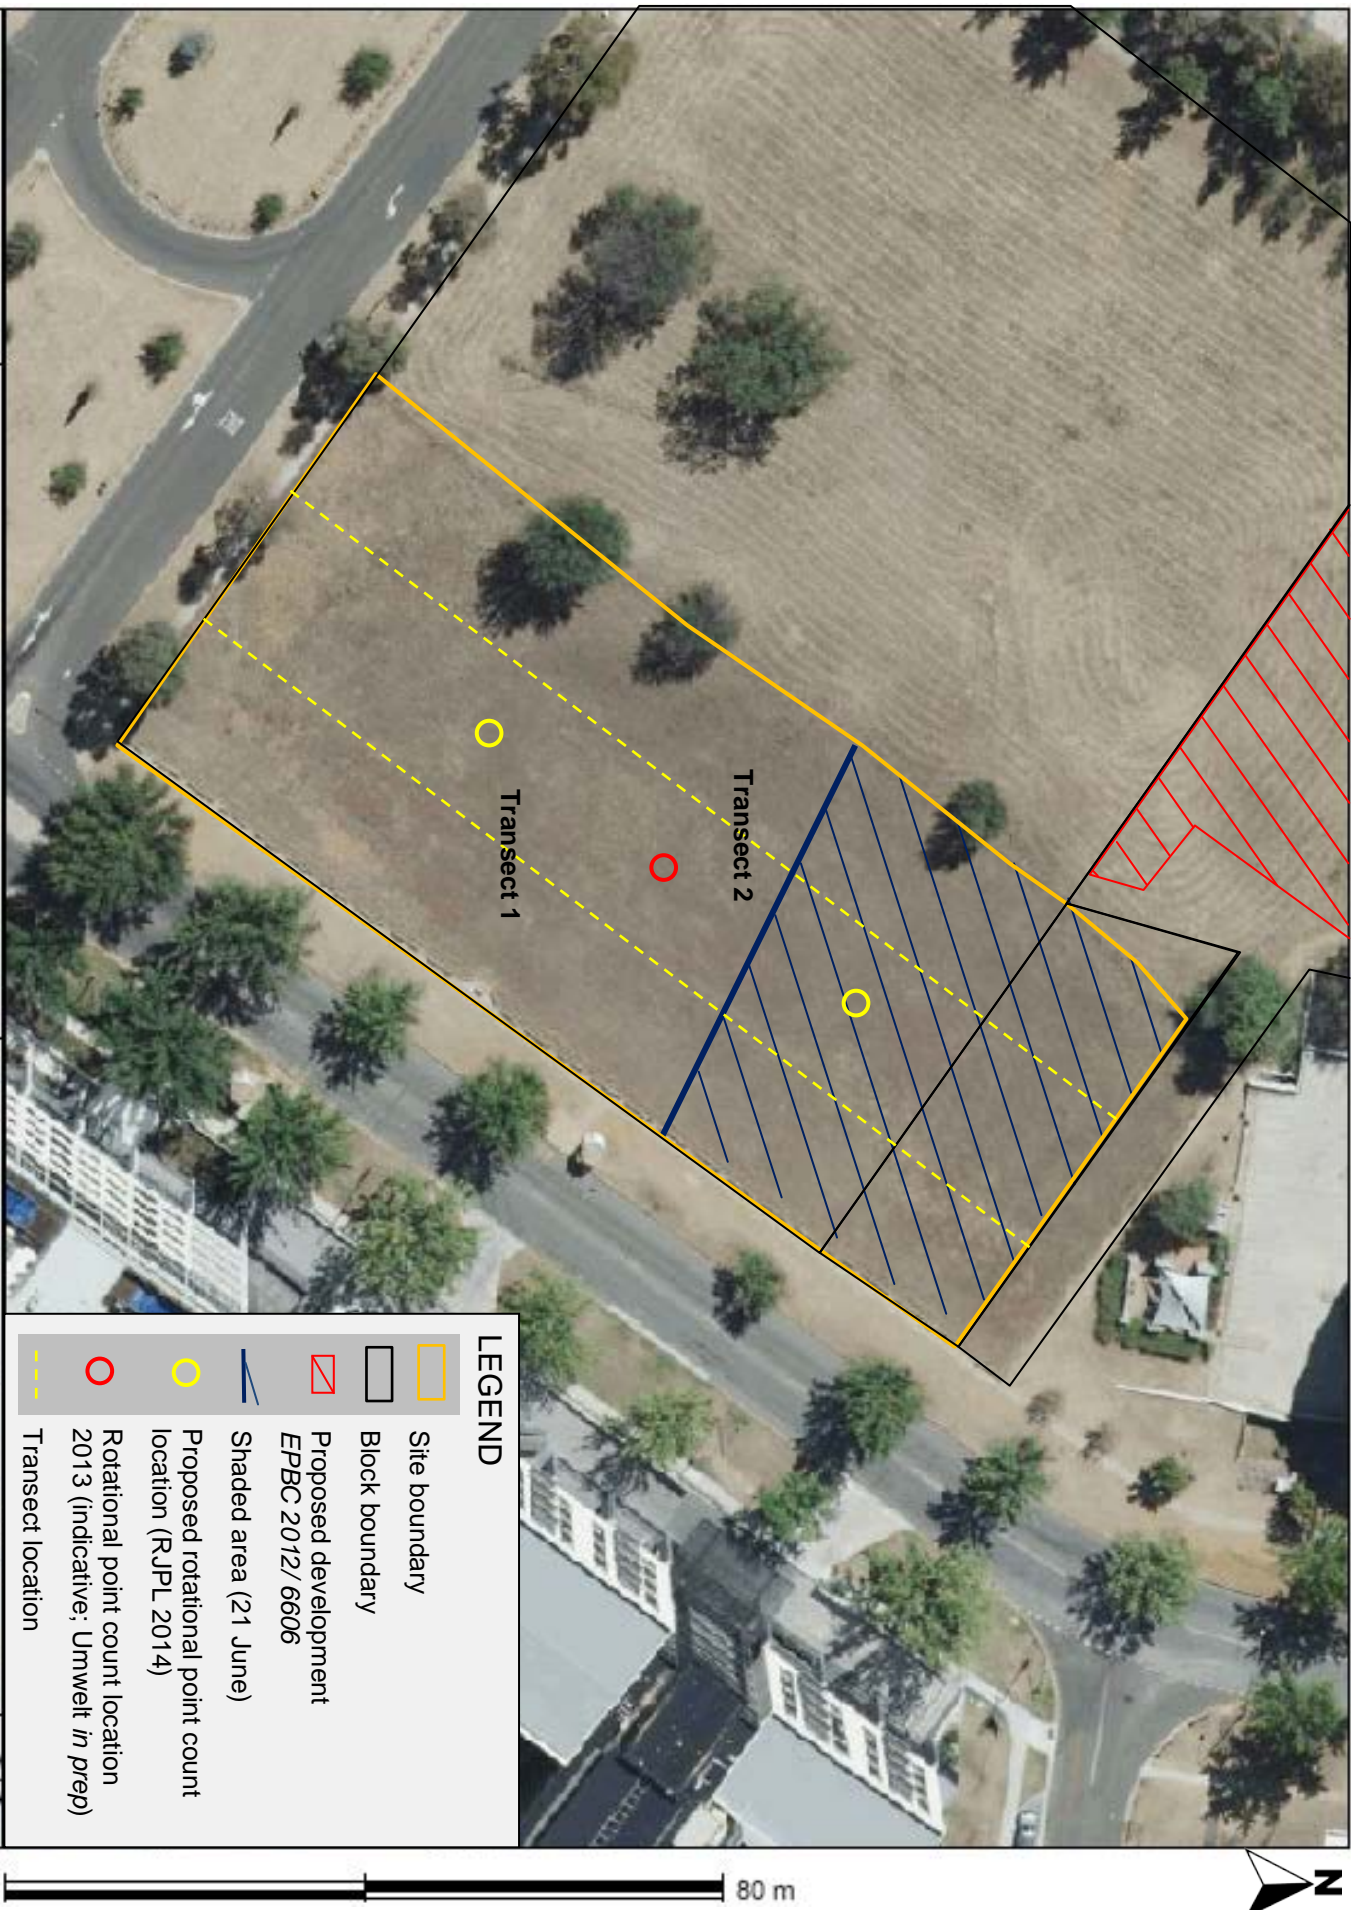 Transect 2
Transect 1
LEGEND
Site boundary
Block boundary
Proposed development
EPBC 2012/ 6606
Shaded area (21 June)
Proposed rotational point count
location (RJPL 2014)
Rotational point count location
2013 (indicative; Umwelt in prep)
Transect location
80 m
N